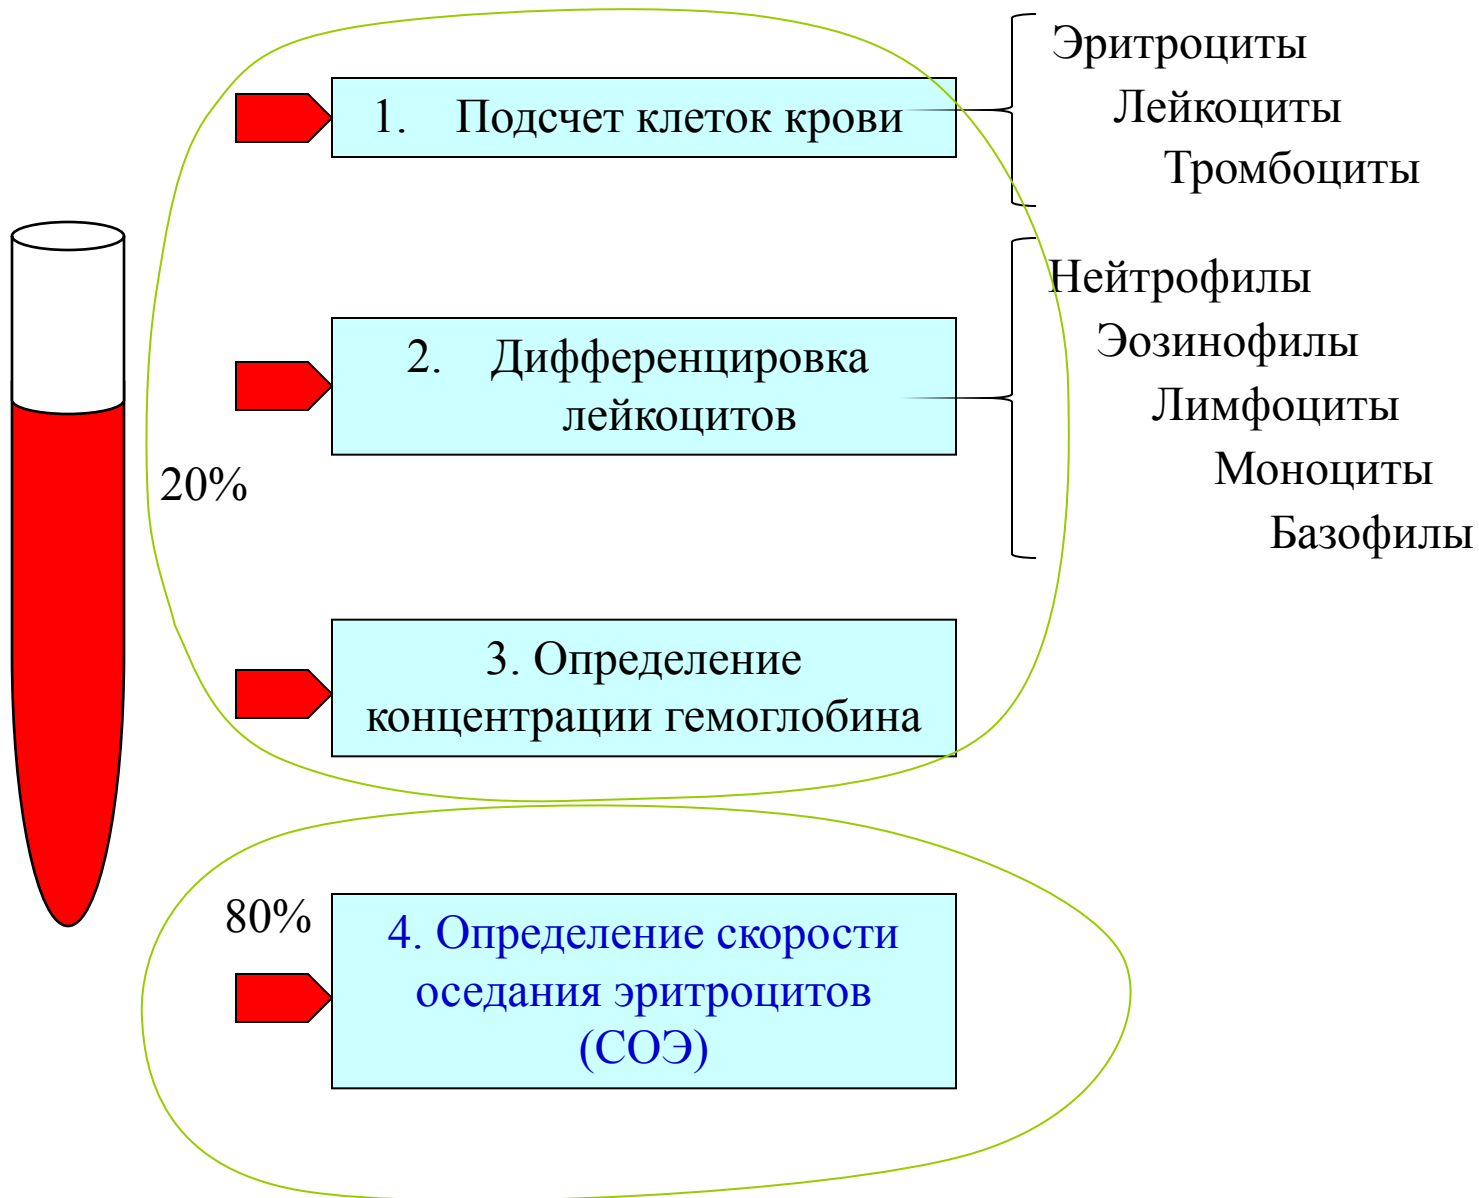 1. Подсчет клеток крови
Эритроциты
Лейкоциты
Тромбоциты
2. Дифференцировка
лейкоцитов
Нейтрофилы
Эозинофилы
Лимфоциты
Моноциты
Базофилы
20%
3. Определение
концентрации гемоглобина
80%
4. Определение скорости
оседания эритроцитов
(СОЭ)